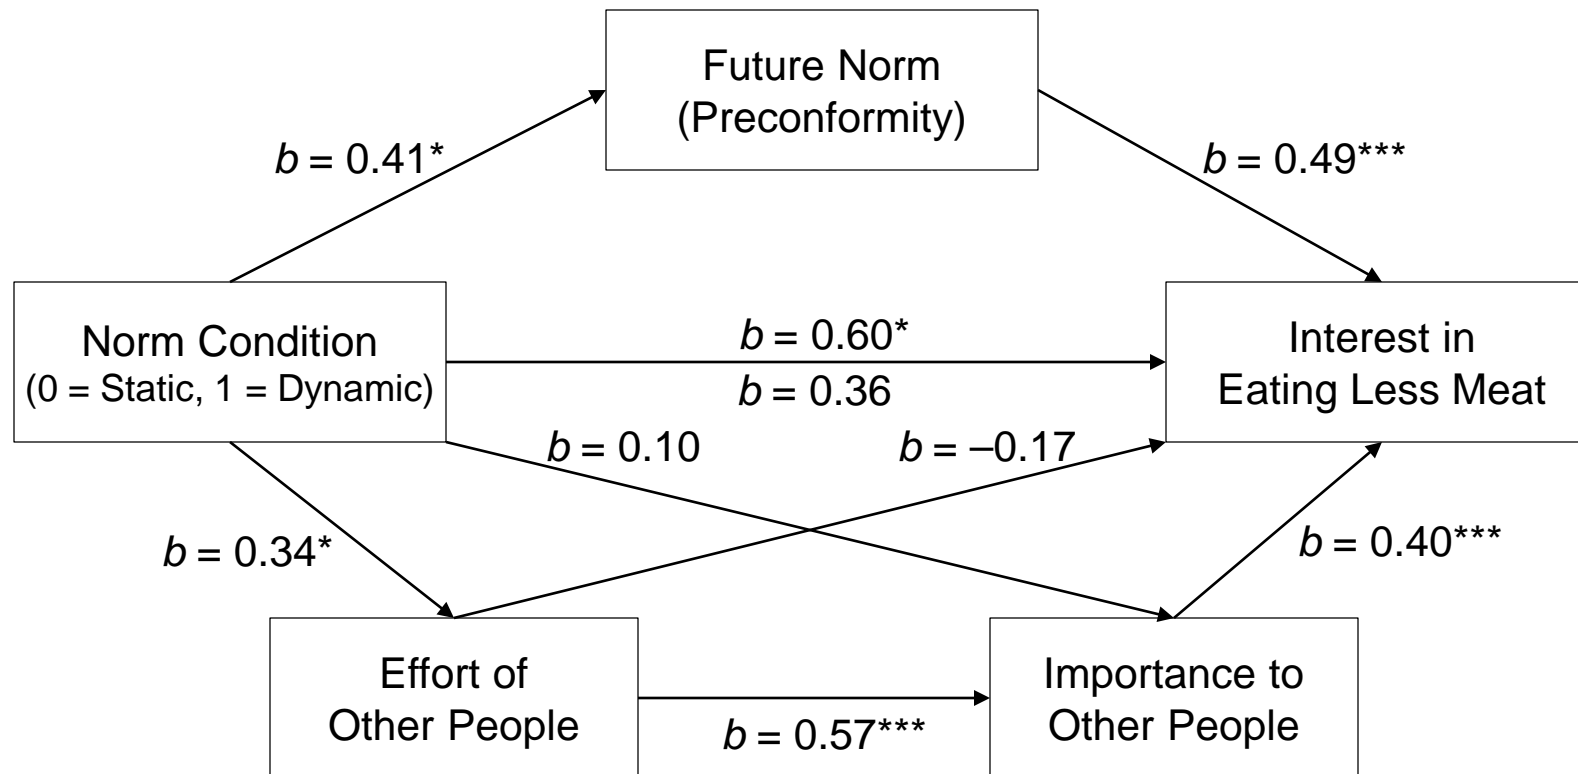 Future Norm
(Preconformity)
b = 0.41*
b = 0.49***
Norm Condition
(0 = Static, 1 = Dynamic)
b = 0.60*
b = 0.36
Interest in
Eating Less Meat
b = 0.10
b = –0.17
b = 0.34*
b = 0.40***
Effort of
Other People
b = 0.57***
Importance to
Other People